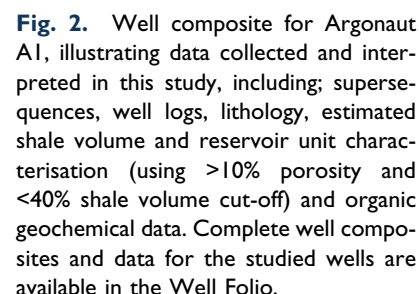 Fig. 2. Well composite for Argonaut
A1, illustrating data collected and inter-
preted in this study, including; superse-
quences, well logs, lithology, estimated
shale volume and reservoir unit charac-
terisation (using >10% porosity and
<40% shale volume cut-off) and organic
geochemical data. Complete well compo-
sites and data for the studied wells are
available in the Well Folio.